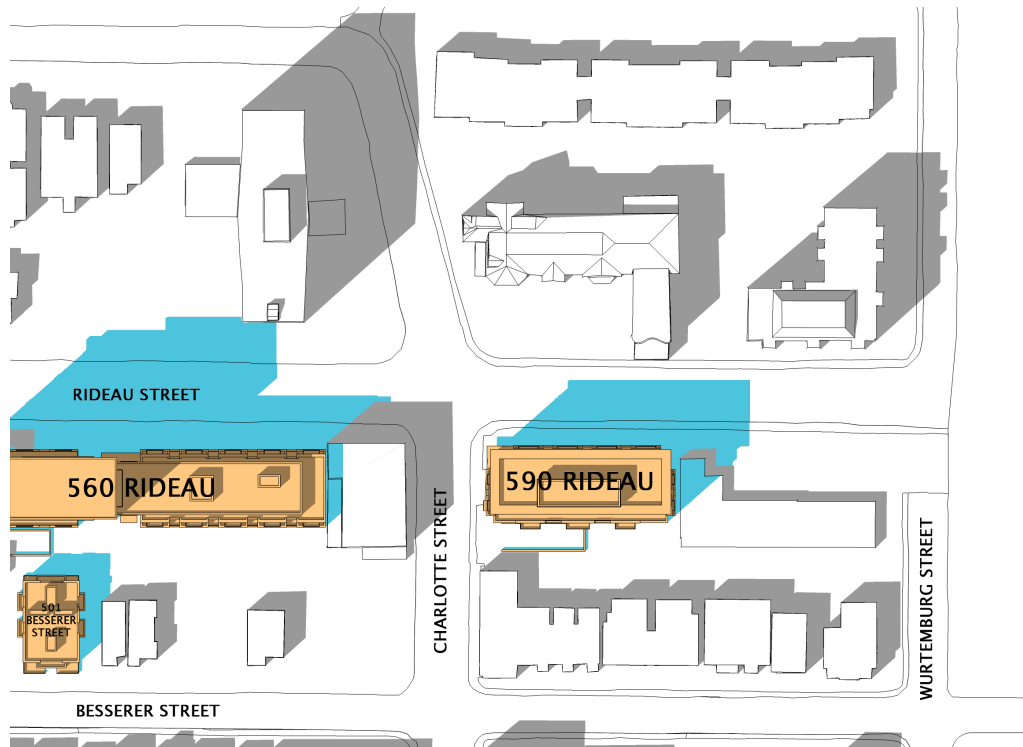 RIDEAU STREET
560 RIDEAU
590 RIDEAU
CHARLOTTE STREET
WURTEMBURG STREET
501
BESSERER
STREET
BESSERER STREET